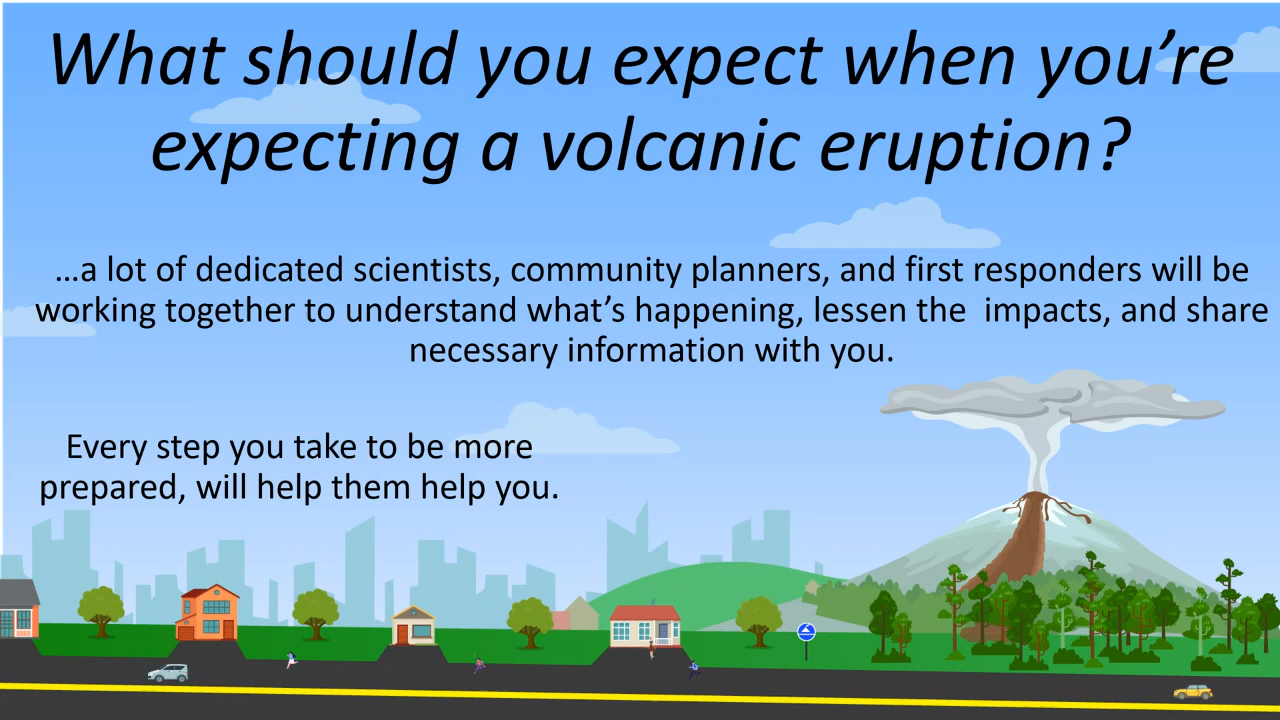 What should you expect when you’re
expecting a volcanic eruption?
…a lot of dedicated scientists, community planners, and first responders will be
working together to understand what’s happening, lessen the  impacts, and share
necessary information with you.
Every step you take to be more
prepared, will help them help you.